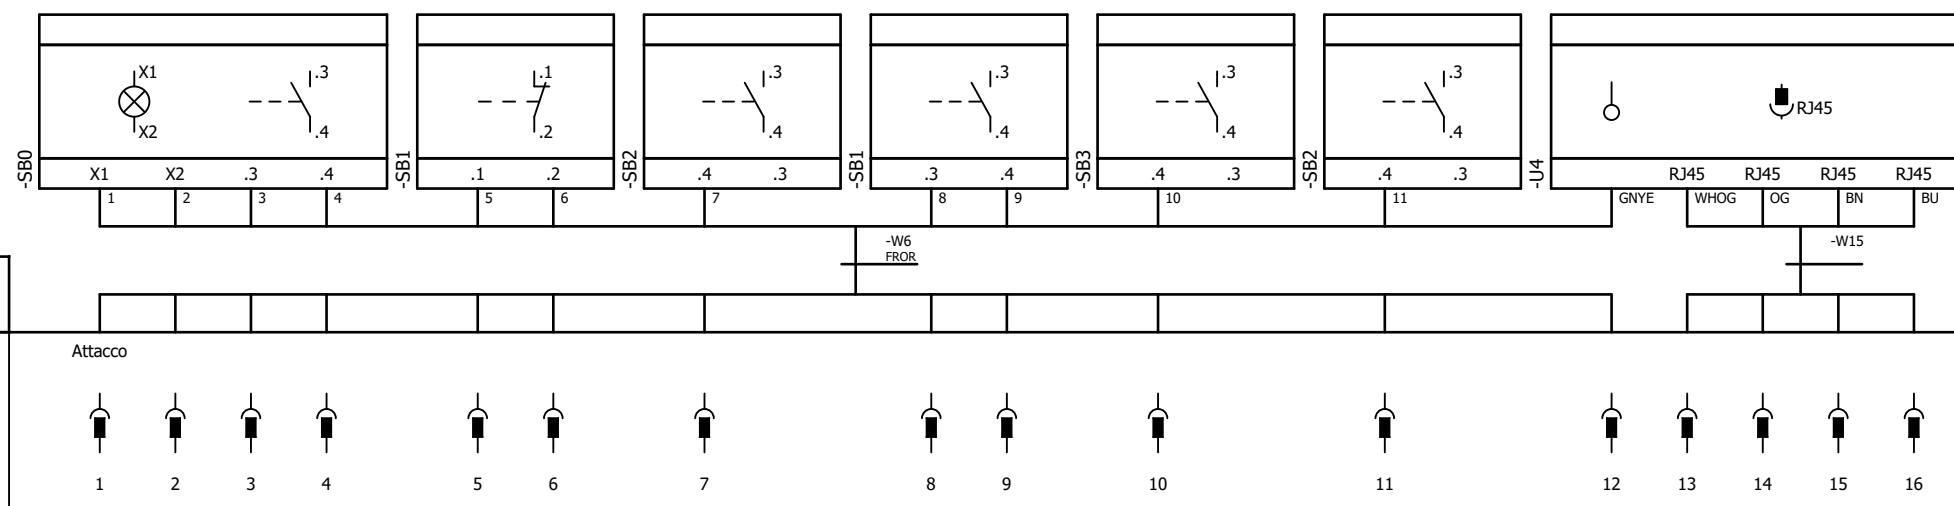 X1 .3 .1 .3 .3 .3 .3
RJ45
X2 .4 .2 .4 .4 .4 .4
-SB0 -SB1 -SB2 -SB1 -SB3 -SB2 -U4
X1 X2 .3 .4 .1 .2 .4 .3 .3 .4 .4 .3 .4 .3 RJ45 RJ45 RJ45 RJ45
1 2 3 4 5 6 7 8 9 10 11 GNYE WHOG OG BN BU
-W6 -W15
FROR
Attacco
1 2 3 4 5 6 7 8 9 10 11 12 13 14 15 16